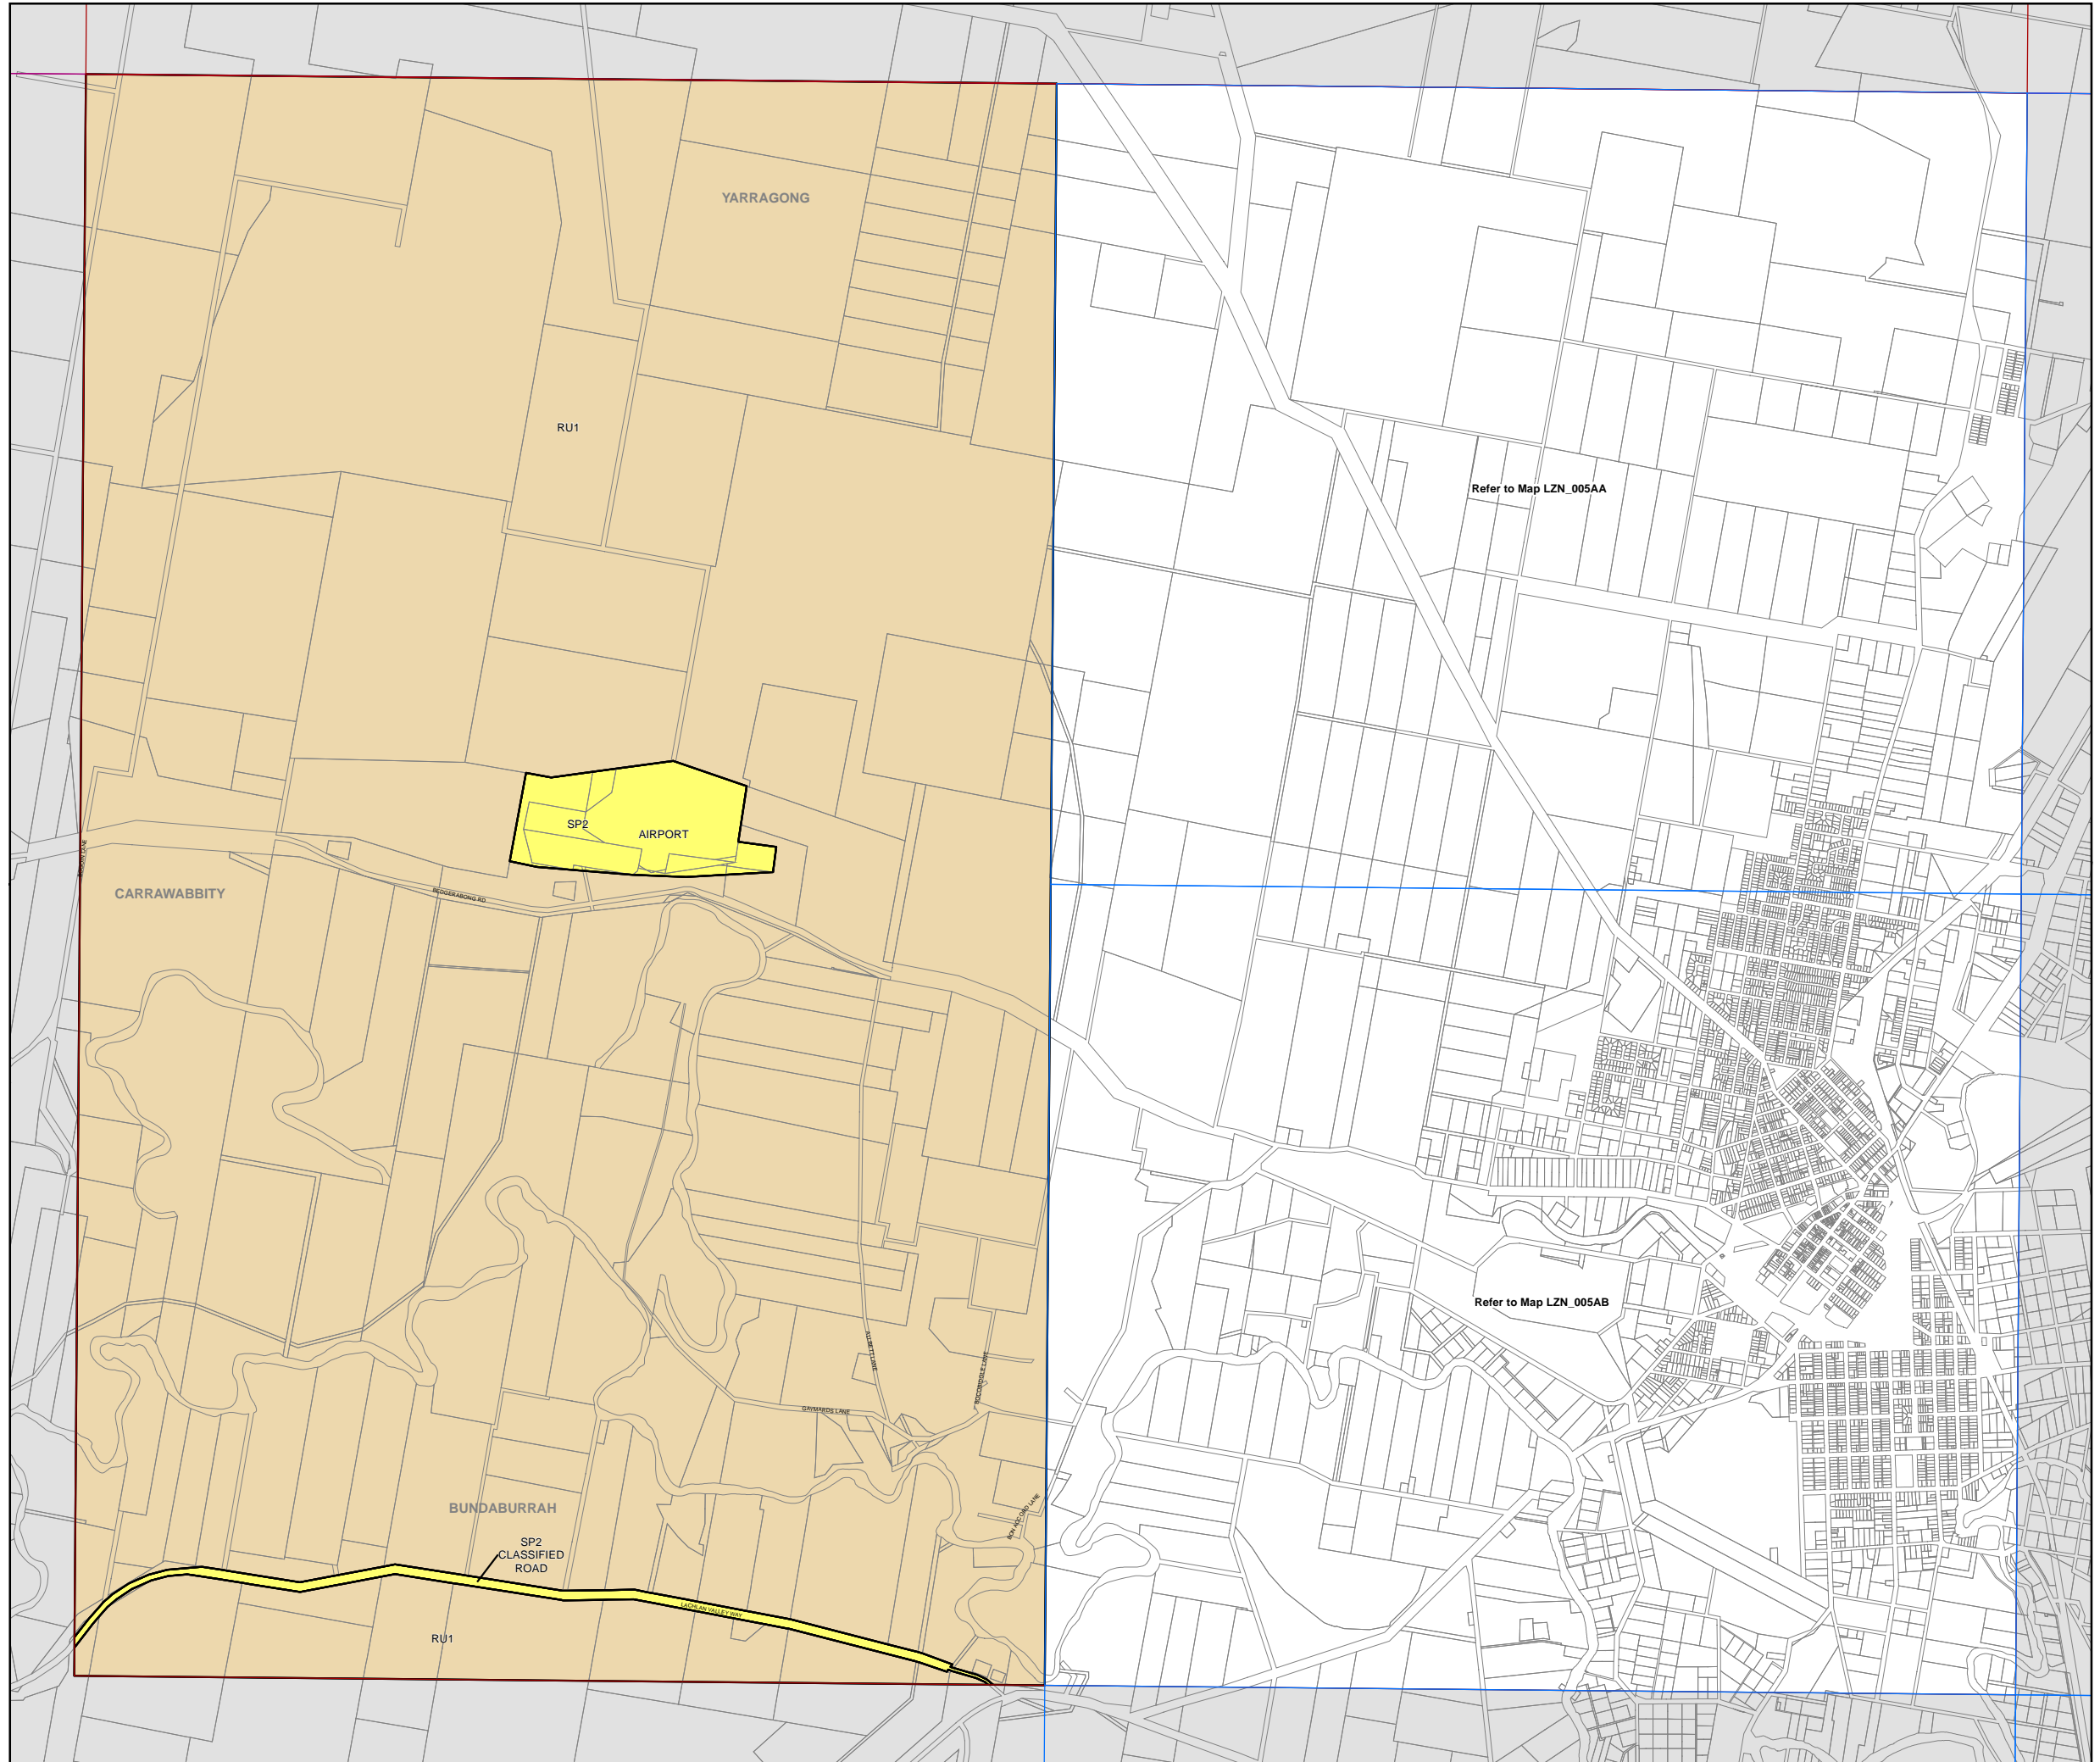 YARRAGONG
RU1
Refer to Map LZN_005AA
SP2
AIRPORT
CARRAWABBITY
BEDGERABONG RD
Refer to Map LZN_005AB
GAYMARDS LANE
BUNDABURRAH
SP2
CLASSIFIED
ROAD
LACHLAN VALLEY WAY
RU1